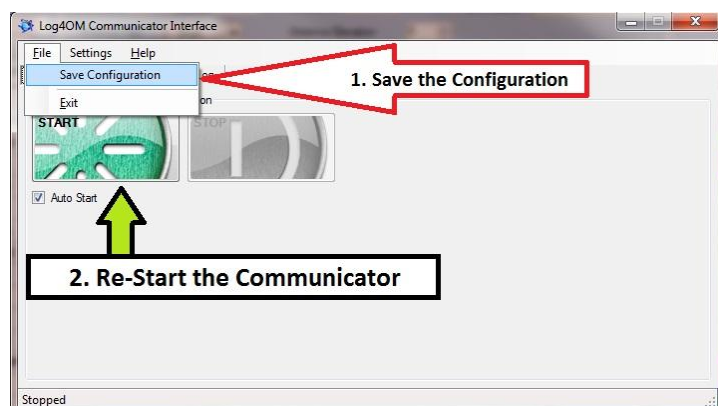 Log4OM Communicator Interface
File Settings Help
Save Configuration
1. Save the Configuration
Exit
START
STOP
Auto Start
2. Re-Start the Communicator
Stopped